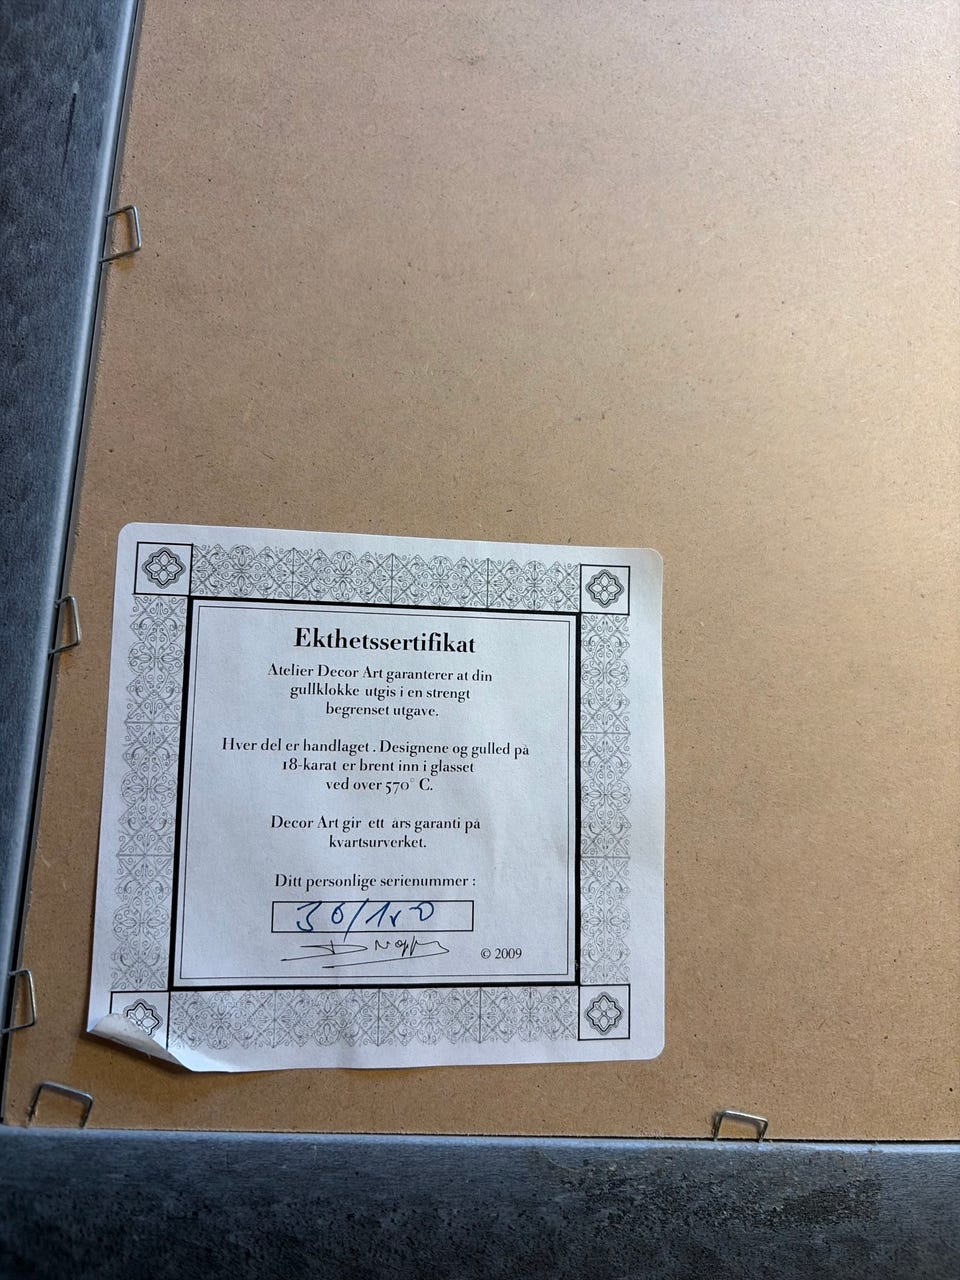 Ekthetssertifikat
Atelier Decor Art garanterer at din
gullklokke utgis i en strengt
begrenset utgave.
Hver del er handlaget . Designene og gulled på
18-karat er brent inn i glasset
ved over 570° C.
Decor Art gir ett års garanti på
kvartsurverket.
Ditt personlige serienummer :
© 2009